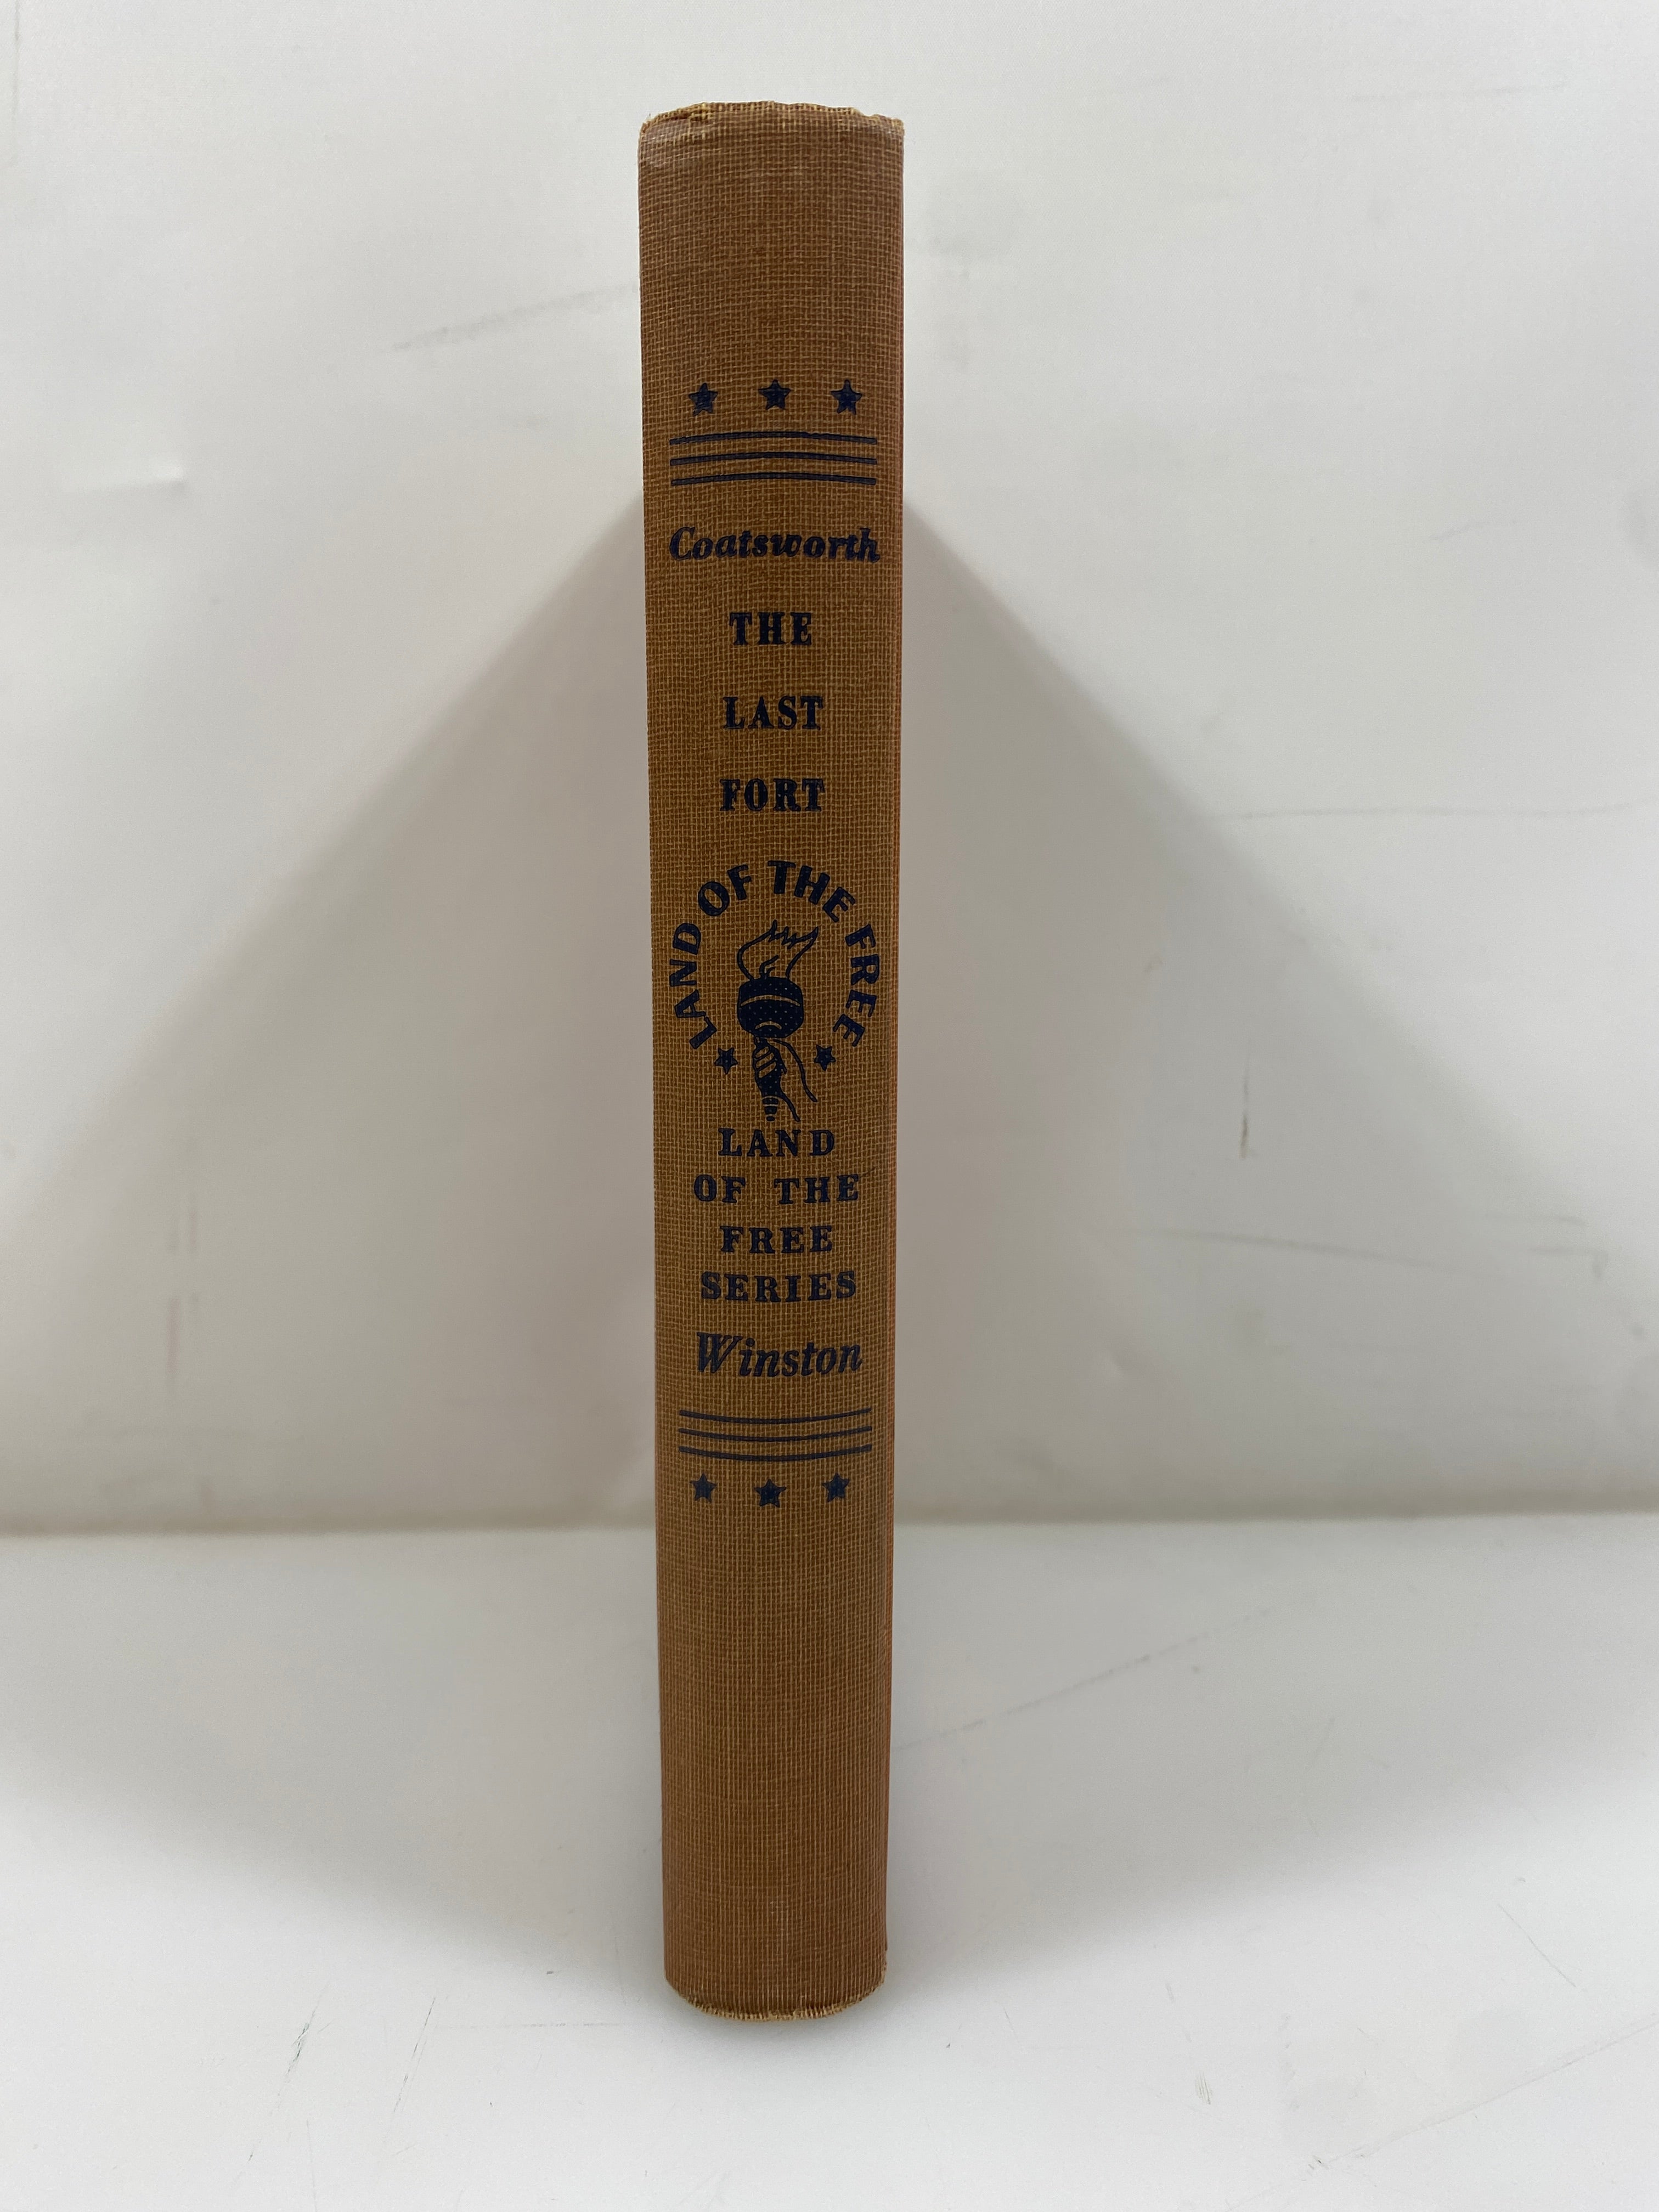 Coatsworth
THE
LAST
FORT
LAND OF THE FREE
LAND
OF THE
FREE
SERIES
Winston